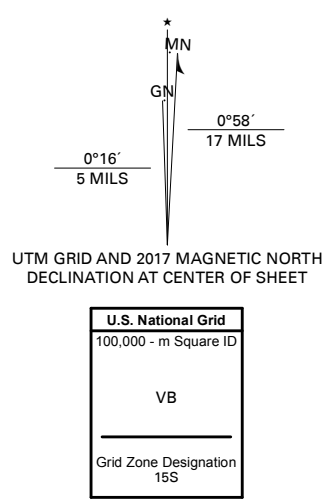 MN
GN
0°58´
17 MILS
0°16´
5 MILS
UTM GRID AND 2017 MAGNETIC NORTH
DECLINATION AT CENTER OF SHEET
U.S. National Grid
100,000 - m Square ID
VB
Grid Zone Designation
15S